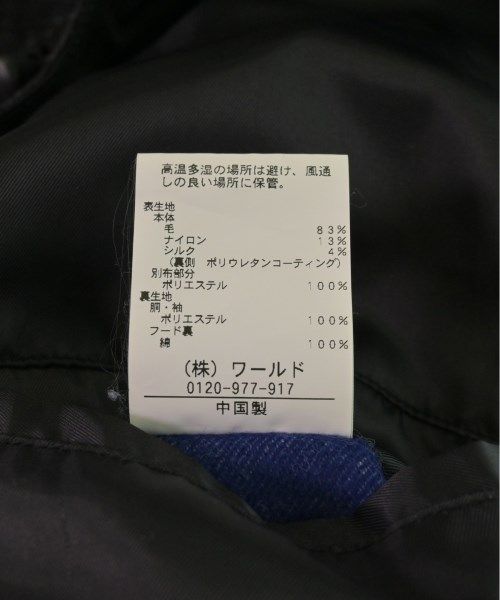 高温多湿の場所は避け、風通
しの良い場所に保管。
表生地
本体
毛 83%
ナイロン 13%
シルク 4%
(裏側 ポリウレタンコーティング)
別布部分
ポリエステル 100%
裏生地
胴・袖
ポリエステル 100%
フード裏
綿 100%
(株)ワールド
0120-977-917
中国製